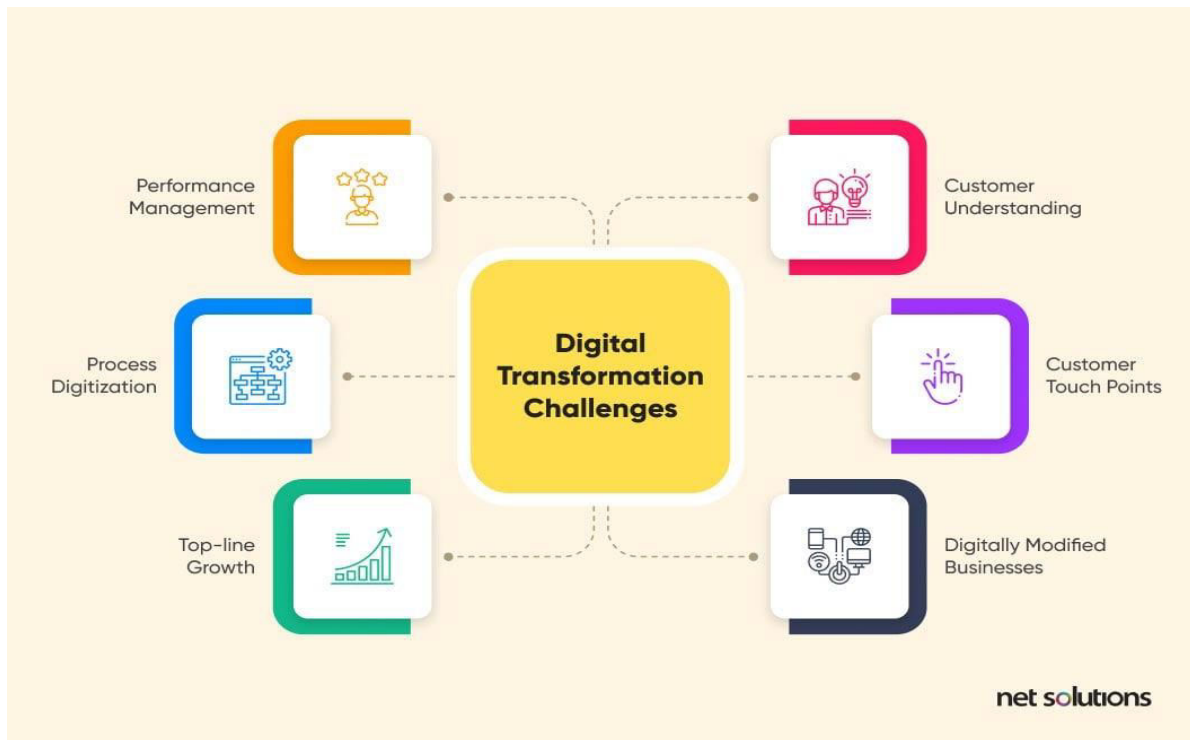 Performance
Management
Customer
Understanding
Process
Digitization
Digital
Transformation
Challenges
Customer
Touch Points
Top-line
Growth
Digitally Modified
Businesses
net solutions